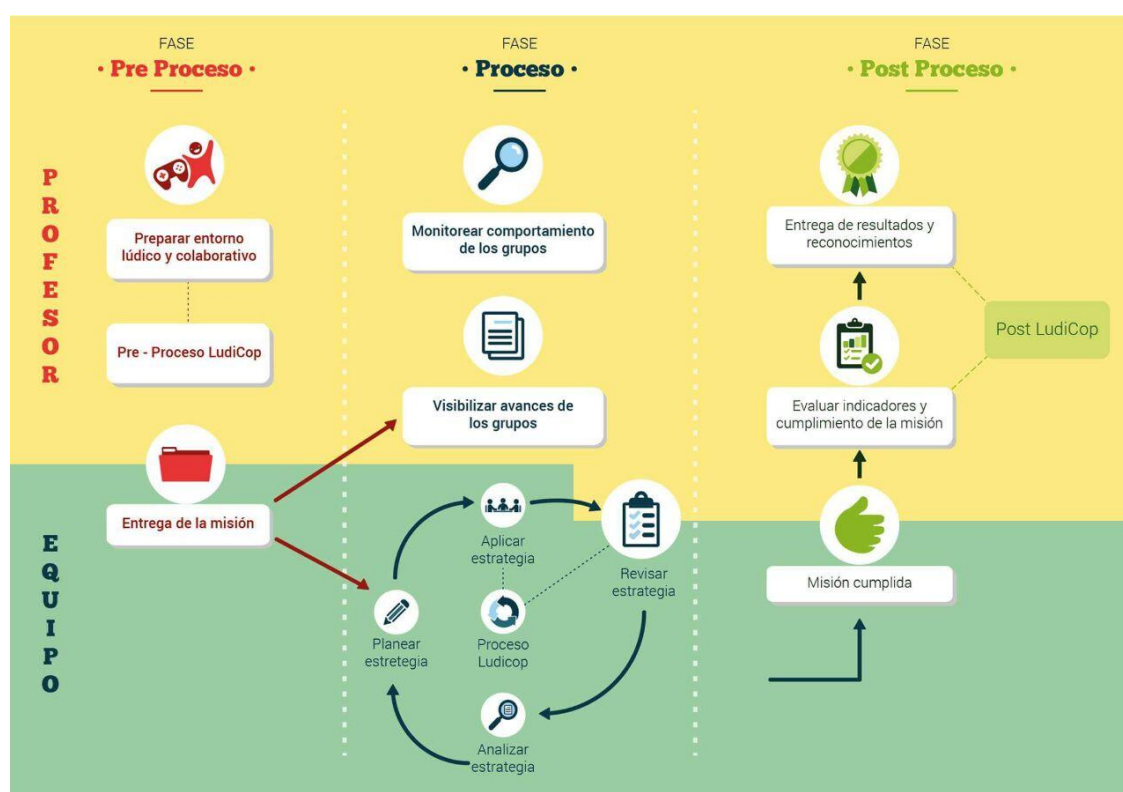 FASE
· Pre Proceso ·
FASE
· Proceso ·
FASE
· Post Proceso ·
PROFESOR
Preparar entorno
lúdico y colaborativo
Pre - Proceso LudiCop
Entrega de la misión
Monitorear comportamiento
de los grupos
Visibilizar avances de
los grupos
Entrega de resultados y
reconocimientos
Post LudiCop
Evaluar indicadores y
cumplimiento de la misión
EQUIPO
Aplicar
estrategia
Revisar
estrategia
Planear
estretegia
Proceso
Ludicop
Analizar
estrategia
Misión cumplida